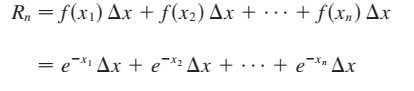 Rₙ = f(x₁) Δx + f(x₂) Δx + ··· + f(xₙ) Δx
= e⁻ˣ¹ Δx + e⁻ˣ² Δx + ··· + e⁻ˣⁿ Δx